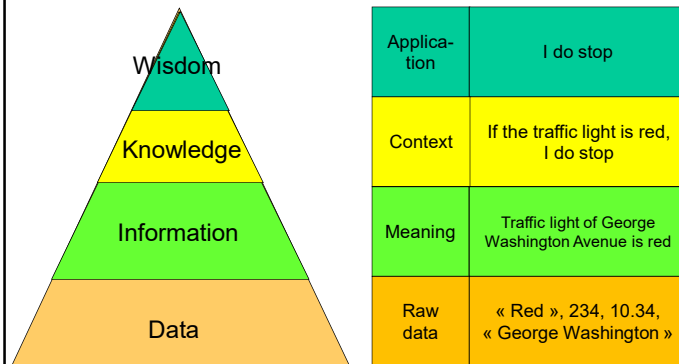 Wisdom
Knowledge
Information
Data
Applica-
tion
I do stop
Context
If the traffic light is red,
I do stop
Meaning
Traffic light of George
Washington Avenue is red
Raw
data
« Red », 234, 10.34,
« George Washington »